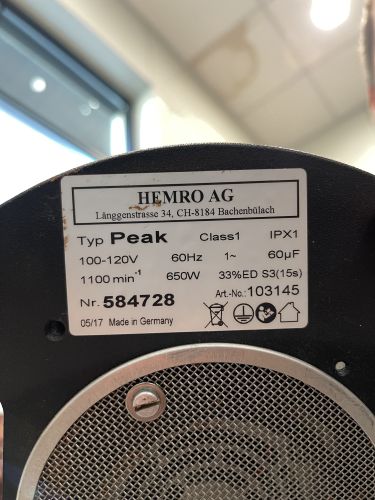 HEMRO AG
Länggenstrasse 34, CH-8184 Bachenbülach
Typ Peak Class1 IPX1
100-120V 60Hz 1~ 60µF
1100 min⁻¹ 650W 33%ED S3(15s)
Nr. 584728 Art.-No.: 103145
05/17 Made in Germany